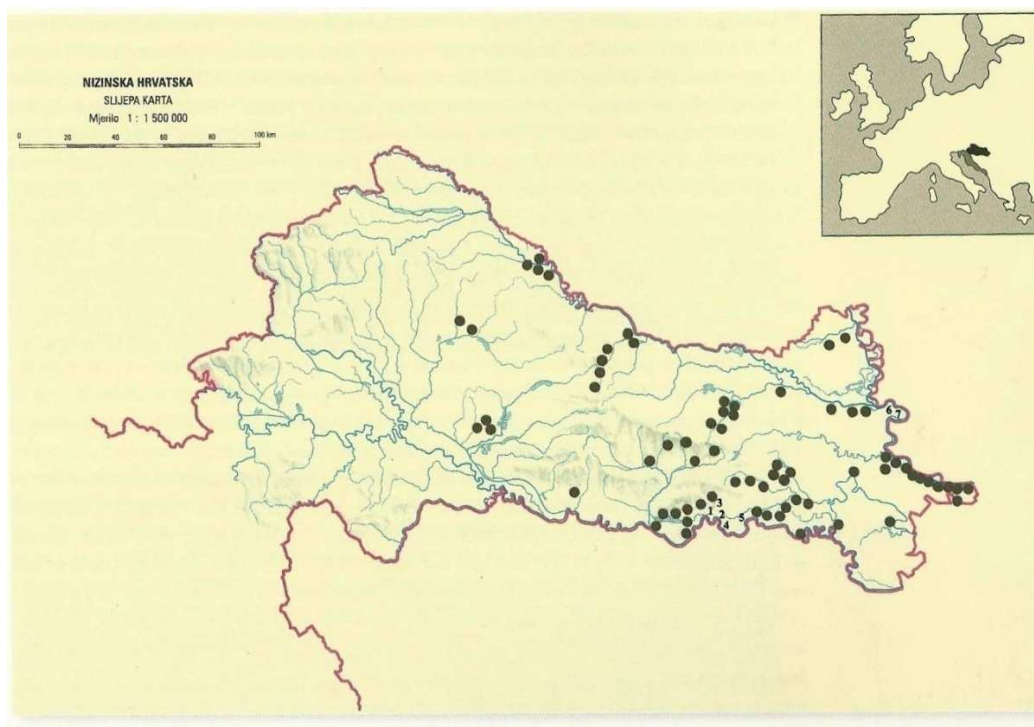 NIZINSKA HRVATSKA
SLIJEPA KARTA
Mjerilo 1 : 1 500 000
0 20 40 60 80 100 km
6 7
3
1 2 5
4